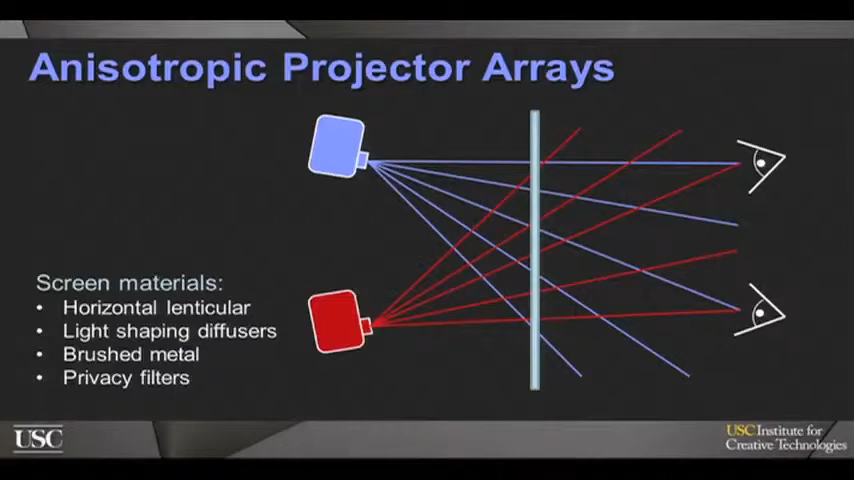 Anisotropic Projector Arrays
Screen materials:
• Horizontal lenticular
• Light shaping diffusers
• Brushed metal
• Privacy filters
USC
USC Institute for
Creative Technologies